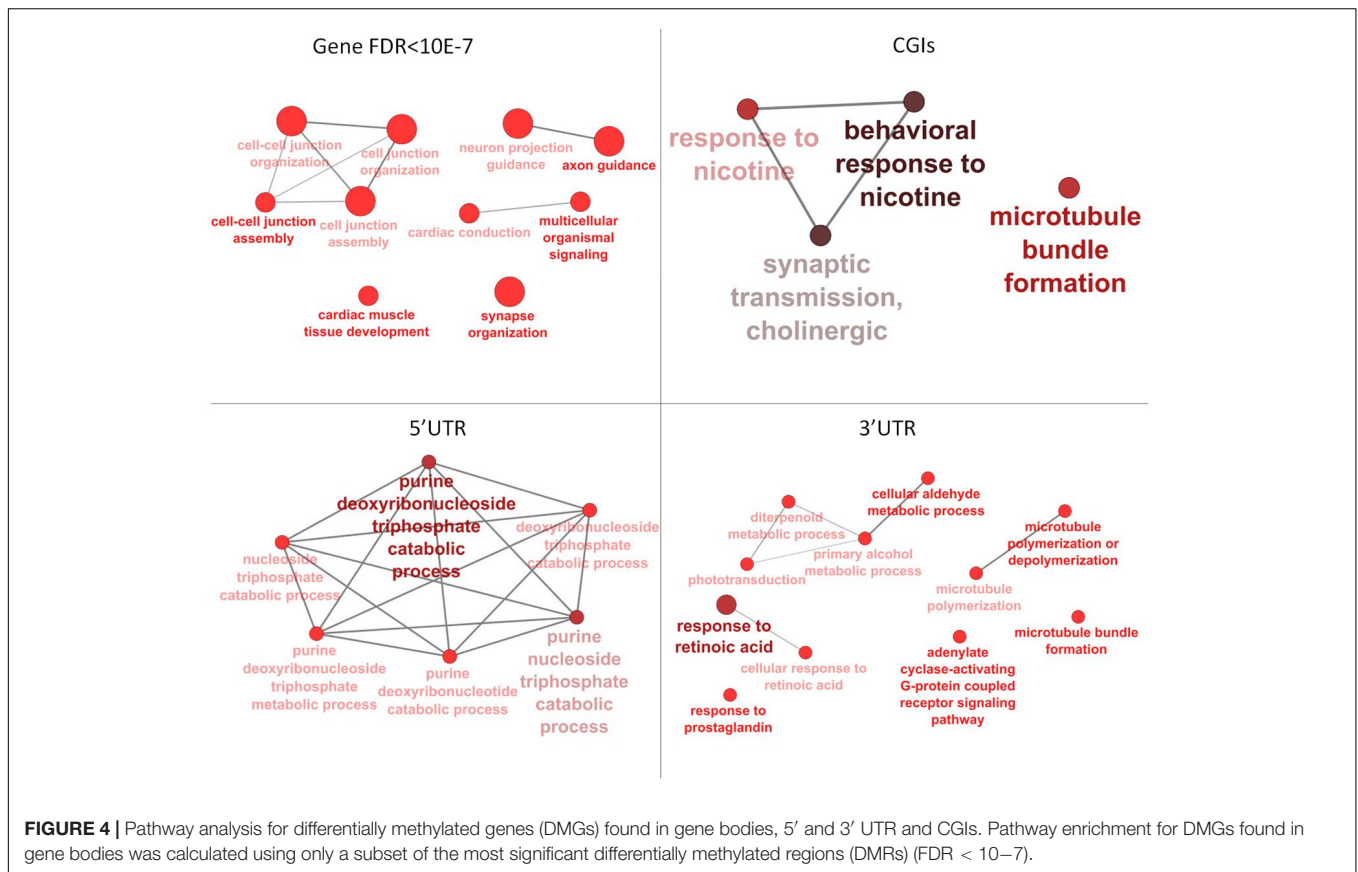 Gene FDR<10E-7
cell-cell junction
organization
cell junction
organization
neuron projection
guidance
axon guidance
cell-cell junction
assembly
cell junction
assembly
cardiac conduction
multicellular
organismal
signaling
cardiac muscle
tissue development
synapse
organization
CGIs
response to
nicotine
behavioral
response to
nicotine
synaptic
transmission,
cholinergic
microtubule
bundle
formation
5'UTR
purine
deoxyribonucleoside
triphosphate
catabolic
process
deoxyribonucleoside
triphosphate
catabolic process
nucleoside
triphosphate
catabolic process
purine
deoxyribonucleoside
triphosphate
metabolic process
purine
deoxyribonucleotide
catabolic process
purine
nucleoside
triphosphate
catabolic
process
3'UTR
cellular aldehyde
metabolic process
diterpenoid
metabolic process
primary alcohol
metabolic process
phototransduction
microtubule
polymerization or
depolymerization
microtubule
polymerization
response to
retinoic acid
cellular response to
retinoic acid
microtubule bundle
formation
adenylate
cyclase-activating
G-protein coupled
receptor signaling
pathway
response to
prostaglandin
FIGURE 4 | Pathway analysis for differentially methylated genes (DMGs) found in gene bodies, 5′ and 3′ UTR and CGIs. Pathway enrichment for DMGs found in
gene bodies was calculated using only a subset of the most significant differentially methylated regions (DMRs) (FDR < 10−7).